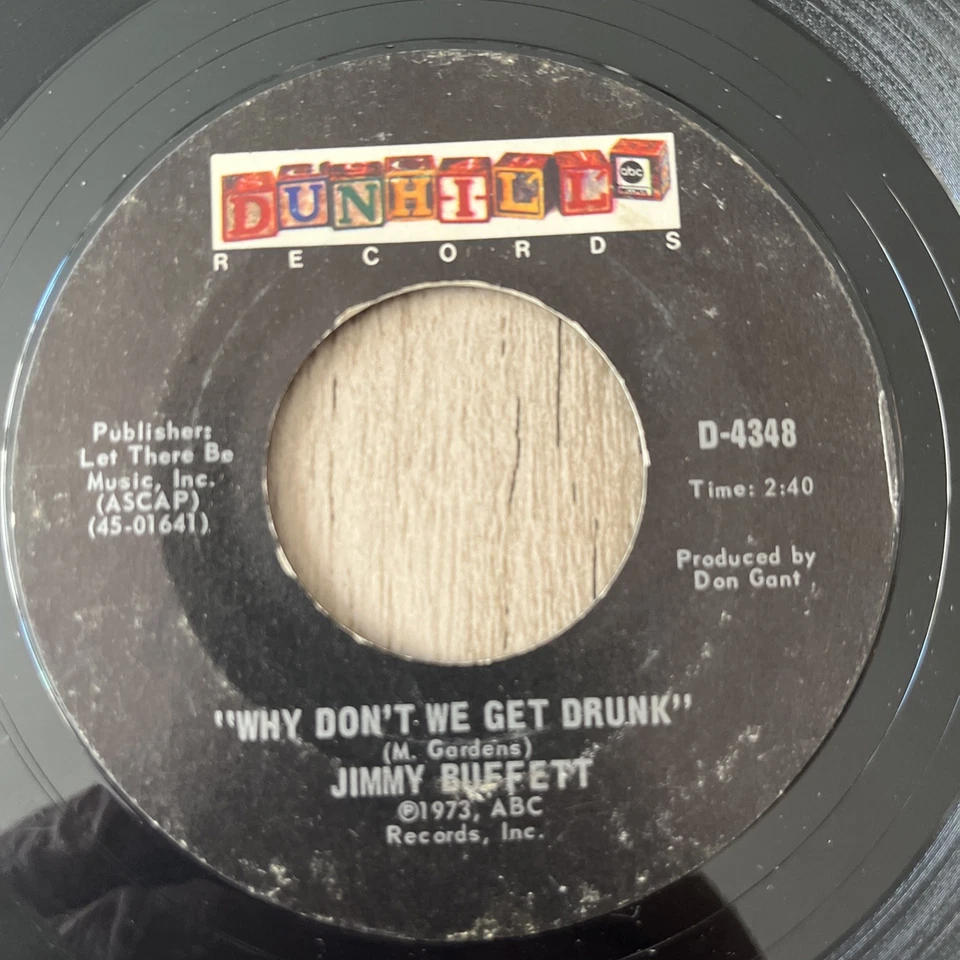 DUNHILL abc
RECORDS
Publisher:
Let There Be
Music, Inc.
(ASCAP)
(45-01641)
D-4348
Time: 2:40
Produced by
Don Gant
"WHY DON'T WE GET DRUNK"
(M. Gardens)
JIMMY BUFFETT
℗1973, ABC
Records, Inc.